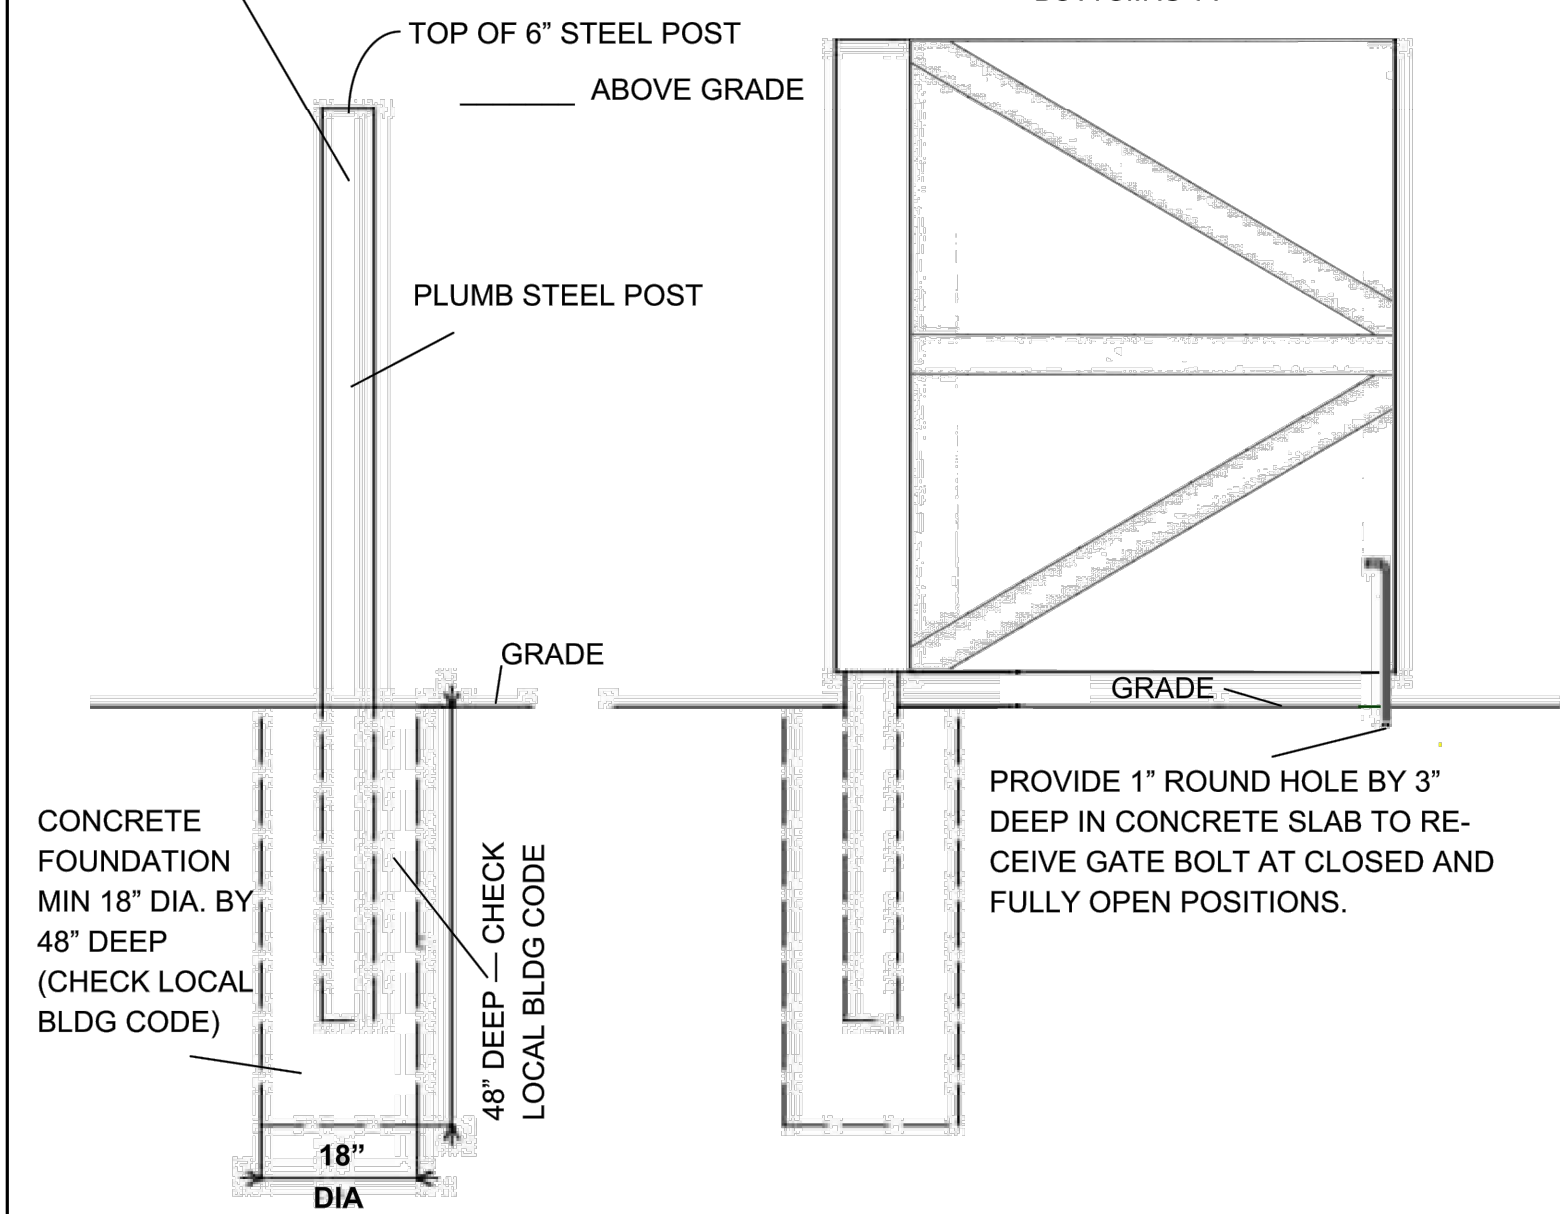 TOP OF 6” STEEL POST
ABOVE GRADE
PLUMB STEEL POST
GRADE
GRADE
CONCRETE
FOUNDATION
MIN 18” DIA. BY
48” DEEP
(CHECK LOCAL
BLDG CODE)
48” DEEP — CHECK
LOCAL BLDG CODE
18”
DIA
PROVIDE 1” ROUND HOLE BY 3”
DEEP IN CONCRETE SLAB TO RE-
CEIVE GATE BOLT AT CLOSED AND
FULLY OPEN POSITIONS.